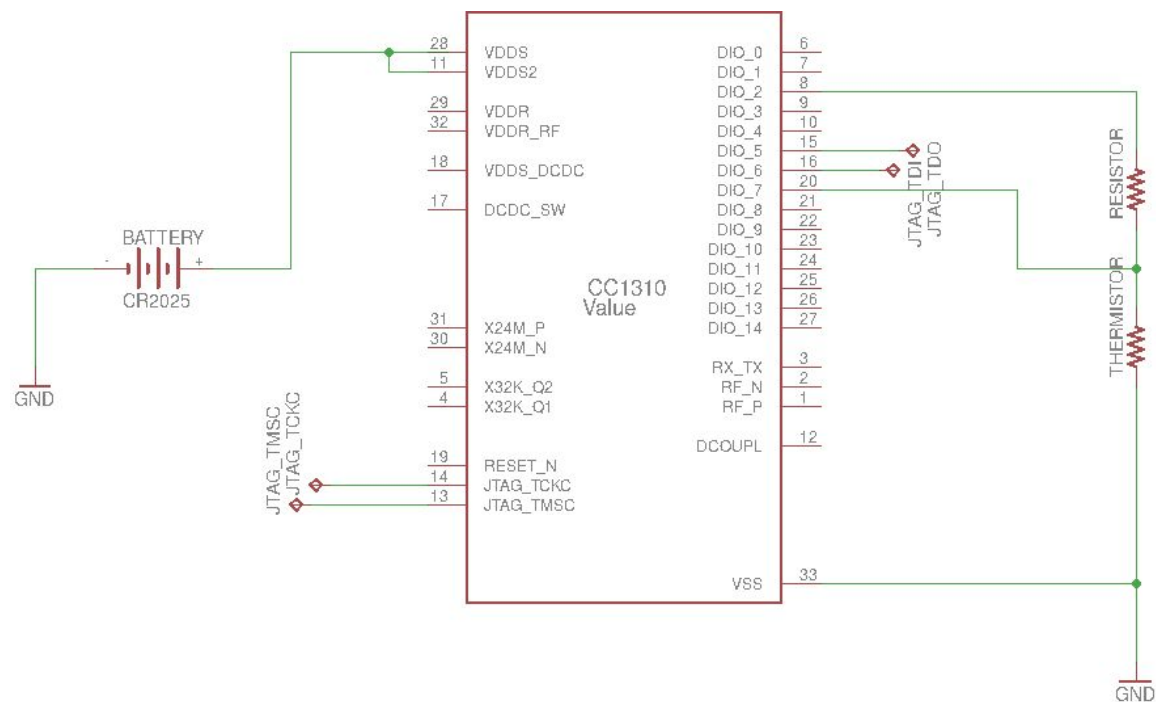 28 VDDS
11 VDDS2
29 VDDR
32 VDDR_RF
18 VDDS_DCDC
17 DCDC_SW
BATTERY
- +
CR2025
GND
31 X24M_P
30 X24M_N
5 X32K_Q2
4 X32K_Q1
19 RESET_N
14 JTAG_TCKC
13 JTAG_TMSC
JTAG_TMSC
JTAG_TCKC
CC1310
Value
DIO_0 6
DIO_1 7
DIO_2 8
DIO_3 9
DIO_4 10
DIO_5 15
DIO_6 16
DIO_7 20
DIO_8 21
DIO_9 22
DIO_10 23
DIO_11 24
DIO_12 25
DIO_13 26
DIO_14 27
RX_TX 3
RF_N 2
RF_P 1
DCOUPL 12
VSS 33
JTAG_TDI
JTAG_TDO
RESISTOR
THERMISTOR
GND